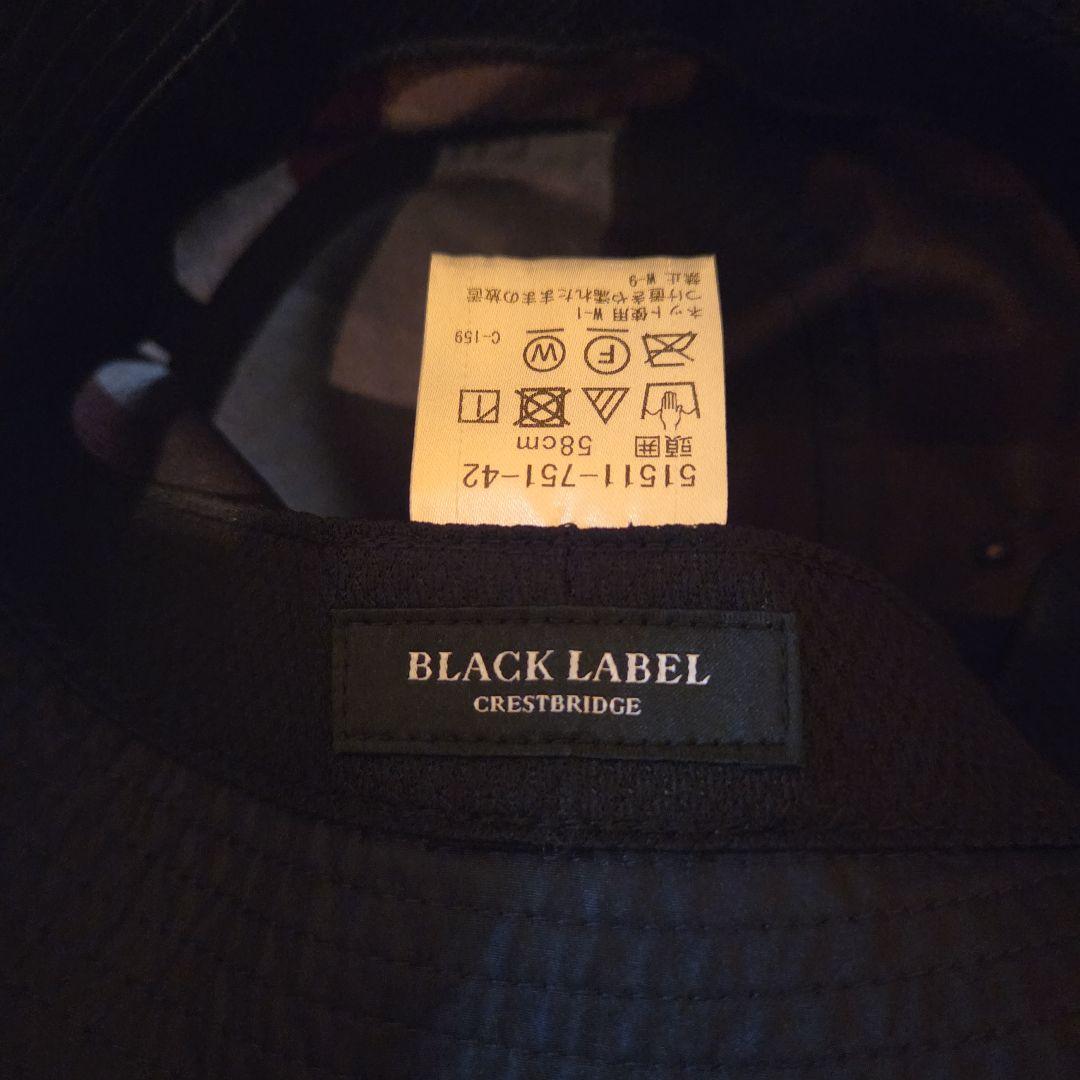 51511-751-42
頭囲
58cm
W F
C-159
ネット使用 W-1
つけ置きや濡れたままの放置
禁止 W-9
BLACK LABEL
CRESTBRIDGE